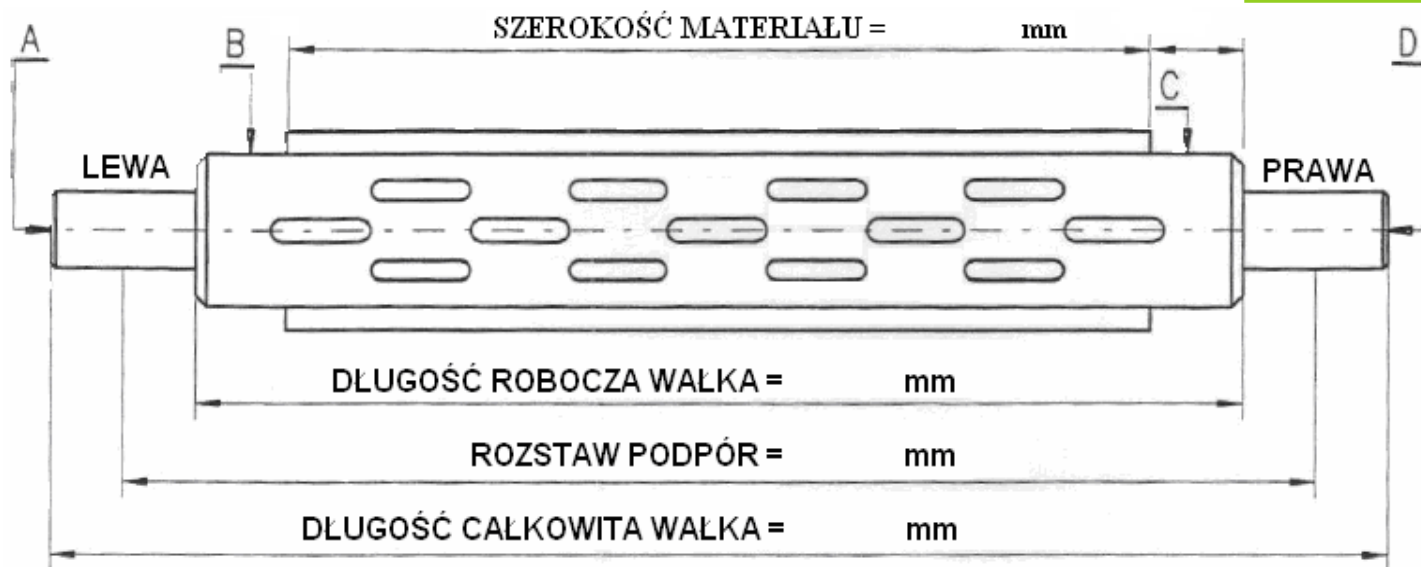 SZEROKOŚĆ MATERIAŁU = mm
A
B
C
D
LEWA
PRAWA
DŁUGOŚĆ ROBOCZA WAŁKA = mm
ROZSTAW PODPÓR = mm
DŁUGOŚĆ CAŁKOWITA WAŁKA = mm